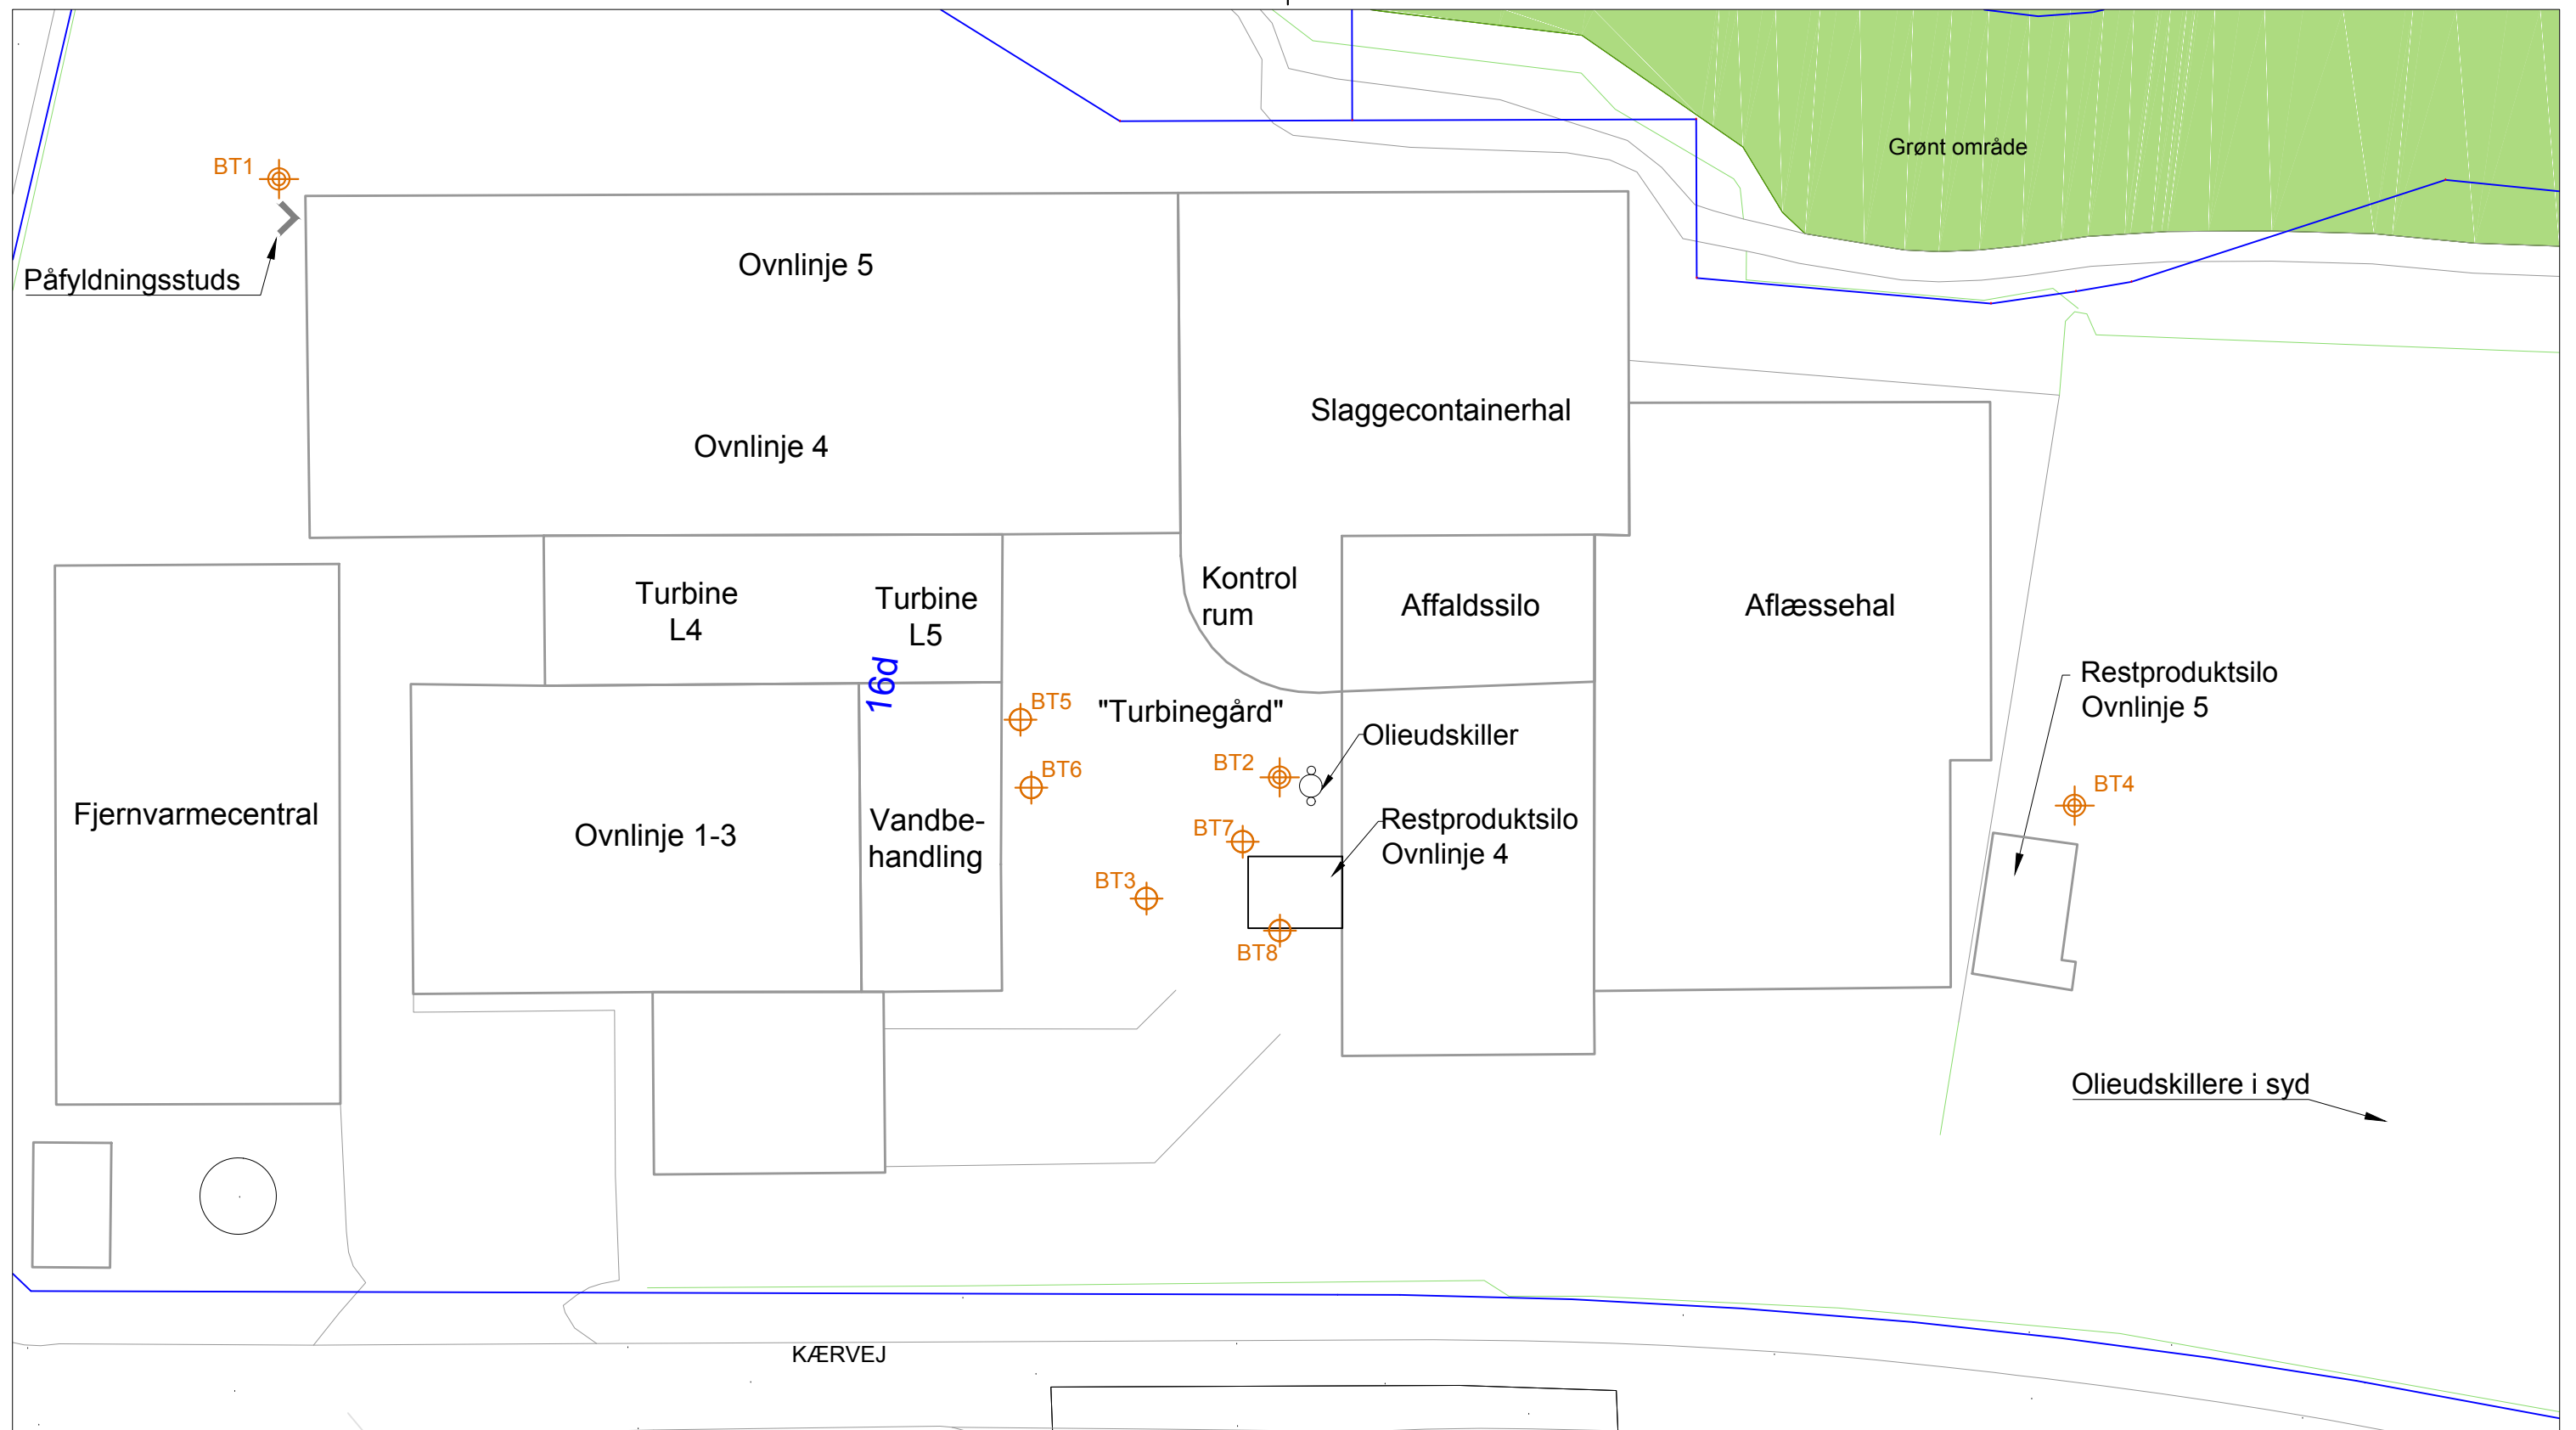 Grønt område
BT1
Påfyldningsstuds
Ovnlinje 5
Slaggecontainerhal
Ovnlinje 4
Turbine
L4
Turbine
L5
Kontrol
rum
Affaldssilo
Aflæssehal
16d
BT5
"Turbinegård"
Olieudskiller
Restproduktsilo
Ovnlinje 5
BT6
BT2
BT4
Fjernvarmecentral
Ovnlinje 1-3
Vandbe-
handling
BT7
Restproduktsilo
Ovnlinje 4
BT3
BT8
Olieudskillere i syd
KÆRVEJ